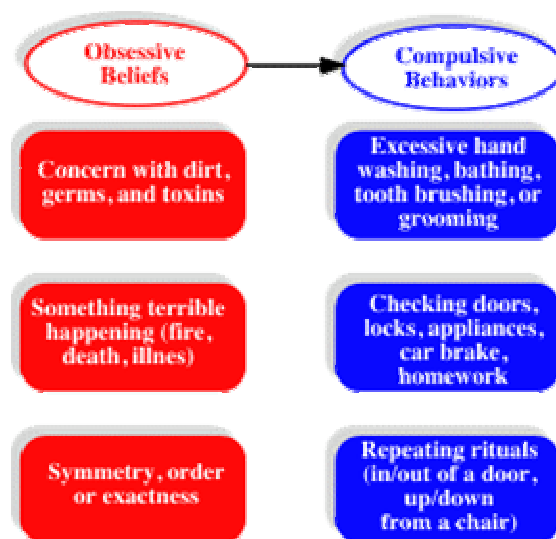 Obsessive
Beliefs
Compulsive
Behaviors
Concern with dirt,
germs, and toxins
Excessive hand
washing, bathing,
tooth brushing, or
grooming
Something terrible
happening (fire,
death, illnes)
Checking doors,
locks, appliances,
car brake,
homework
Symmetry, order
or exactness
Repeating rituals
(in/out of a door,
up/down
from a chair)